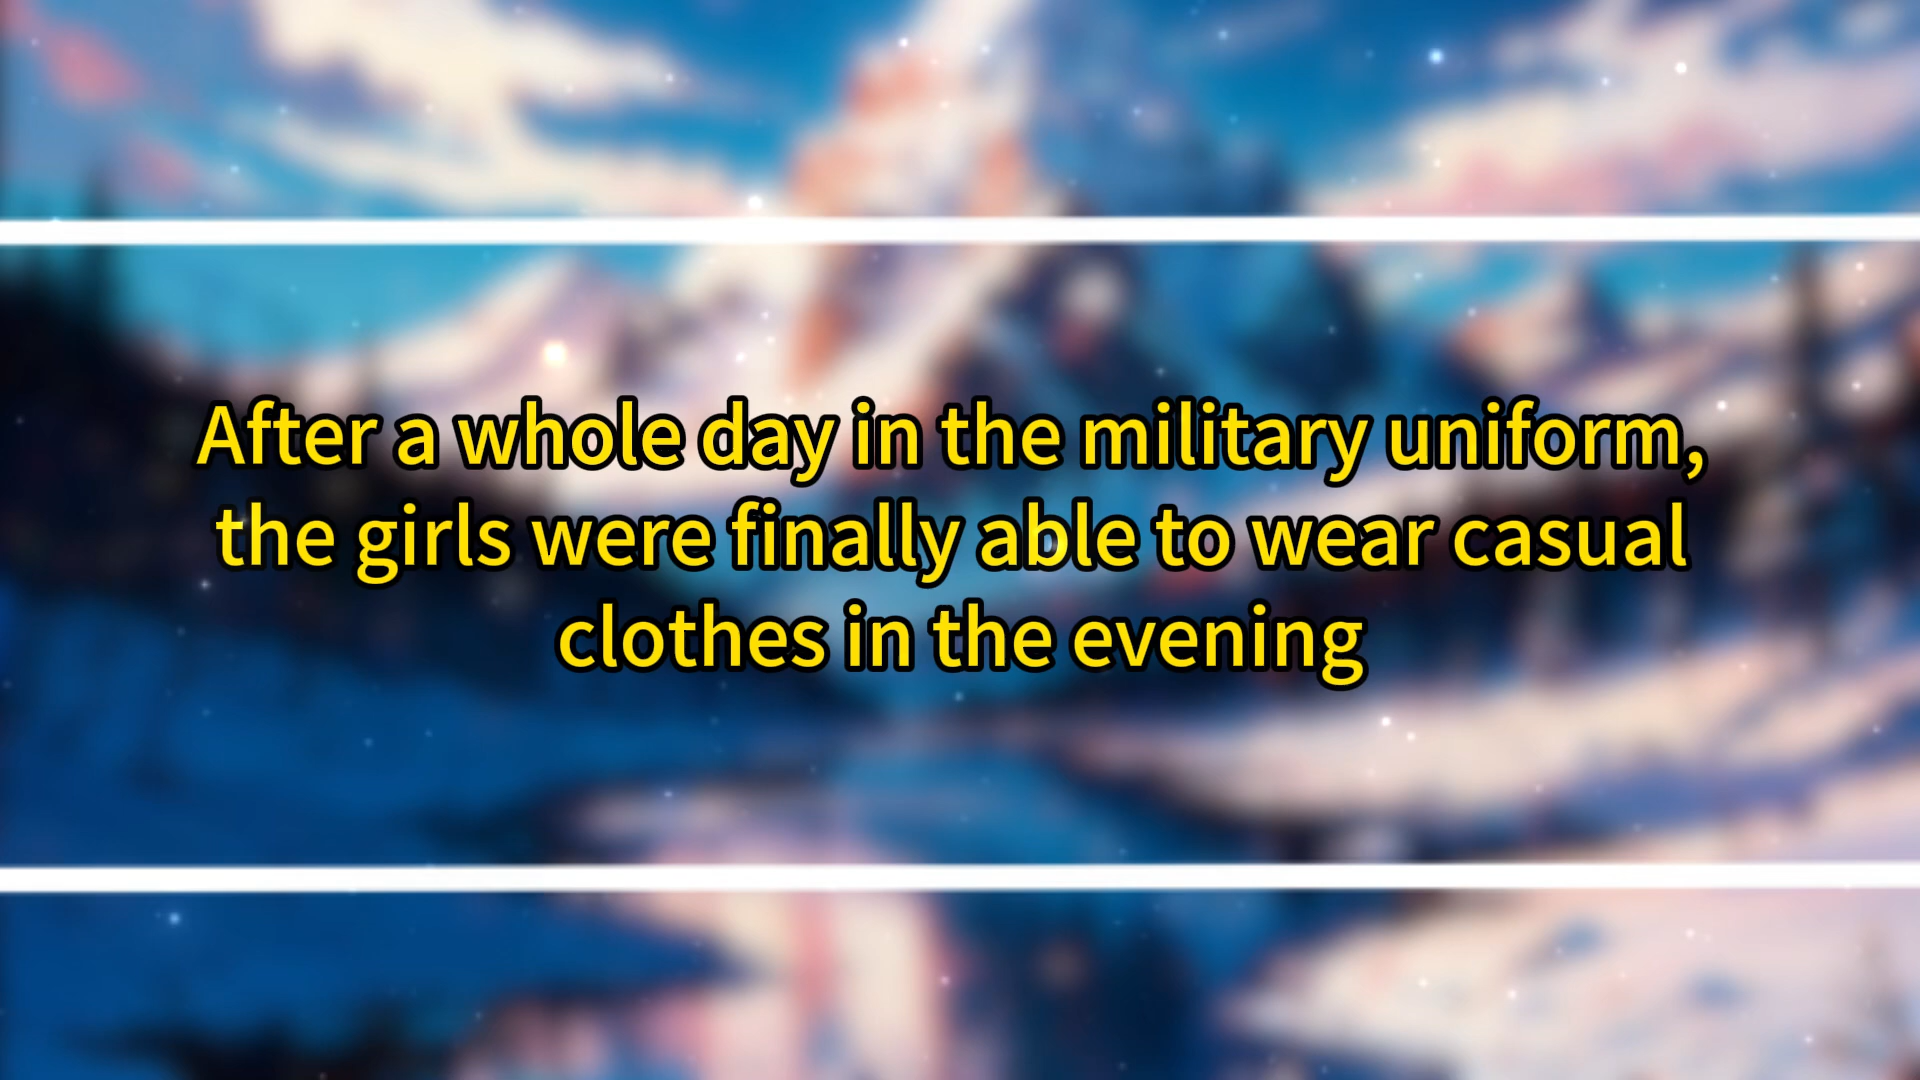 After a whole day in the military uniform,
the girls were finally able to wear casual
clothes in the evening